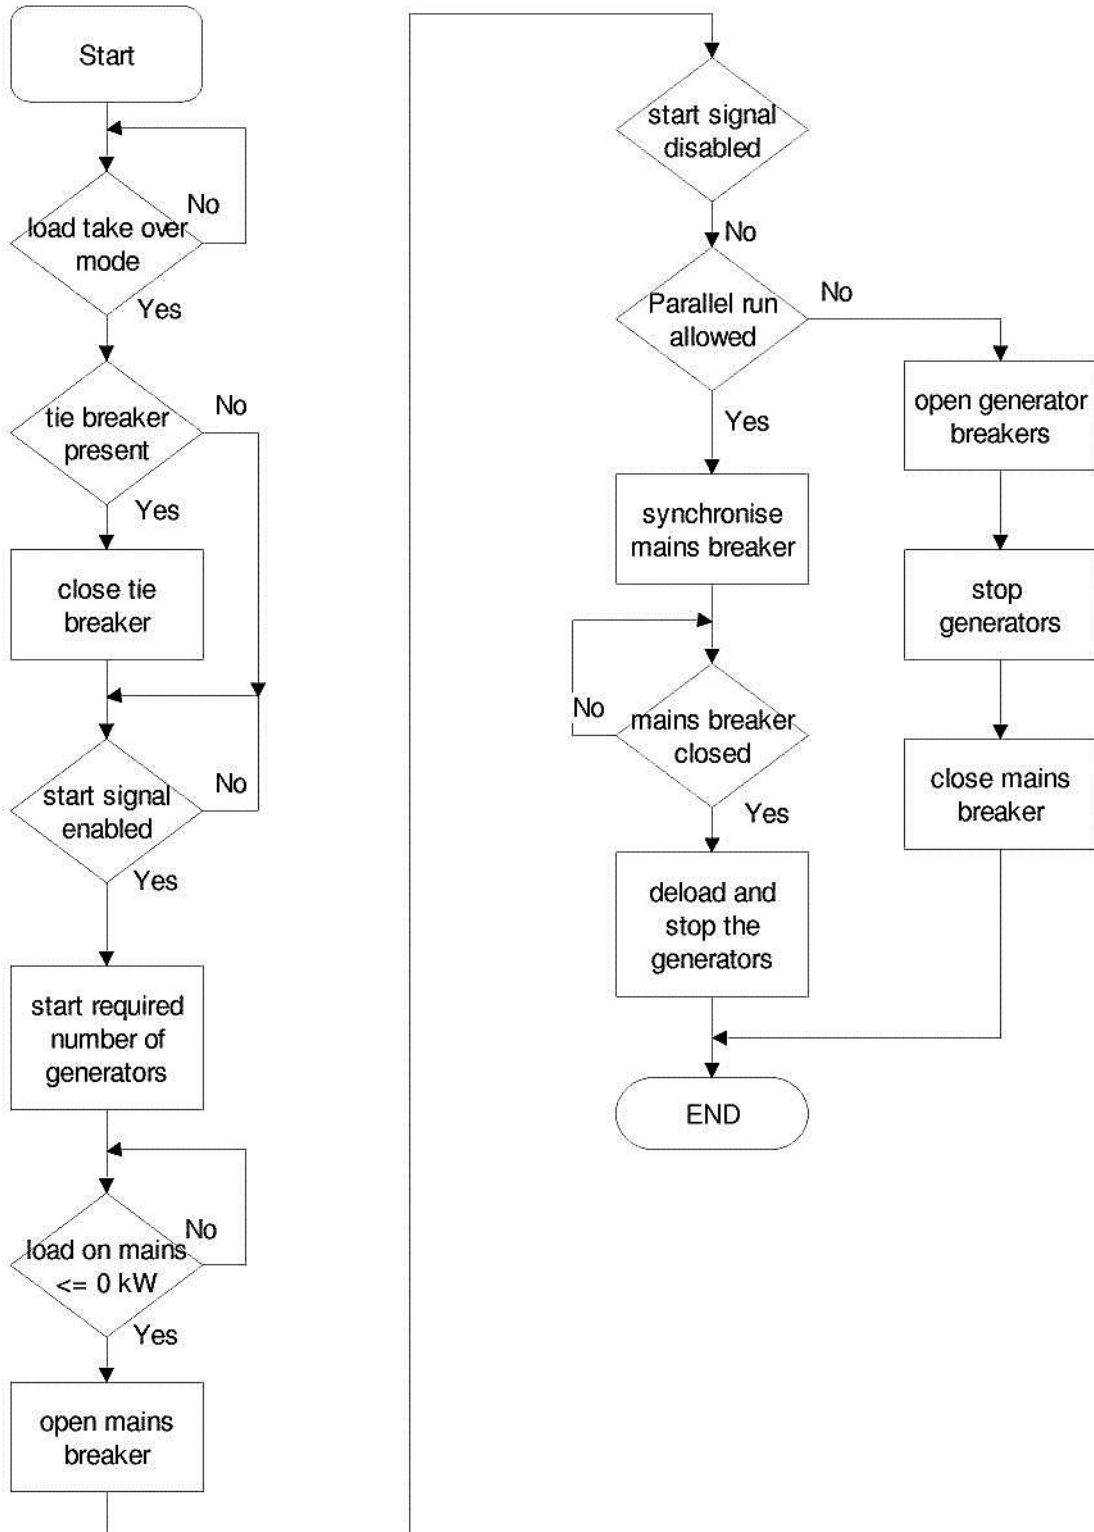 Start
No
load take over
mode
Yes
tie breaker
present
No
Yes
close tie
breaker
start signal
enabled
No
Yes
start required
number of
generators
No
load on mains
<= 0 kW
Yes
open mains
breaker
start signal
disabled
No
Parallel run
allowed
No
Yes
open generator
breakers
synchronise
mains breaker
stop
generators
No
mains breaker
closed
Yes
close mains
breaker
deload and
stop the
generators
END